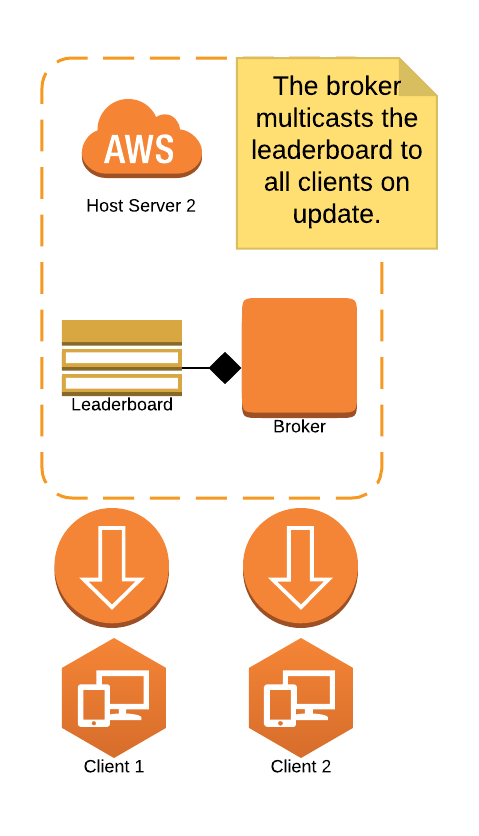 The broker
multicasts the
leaderboard to
all clients on
update.
AWS
Host Server 2
Leaderboard
Broker
Client 1
Client 2